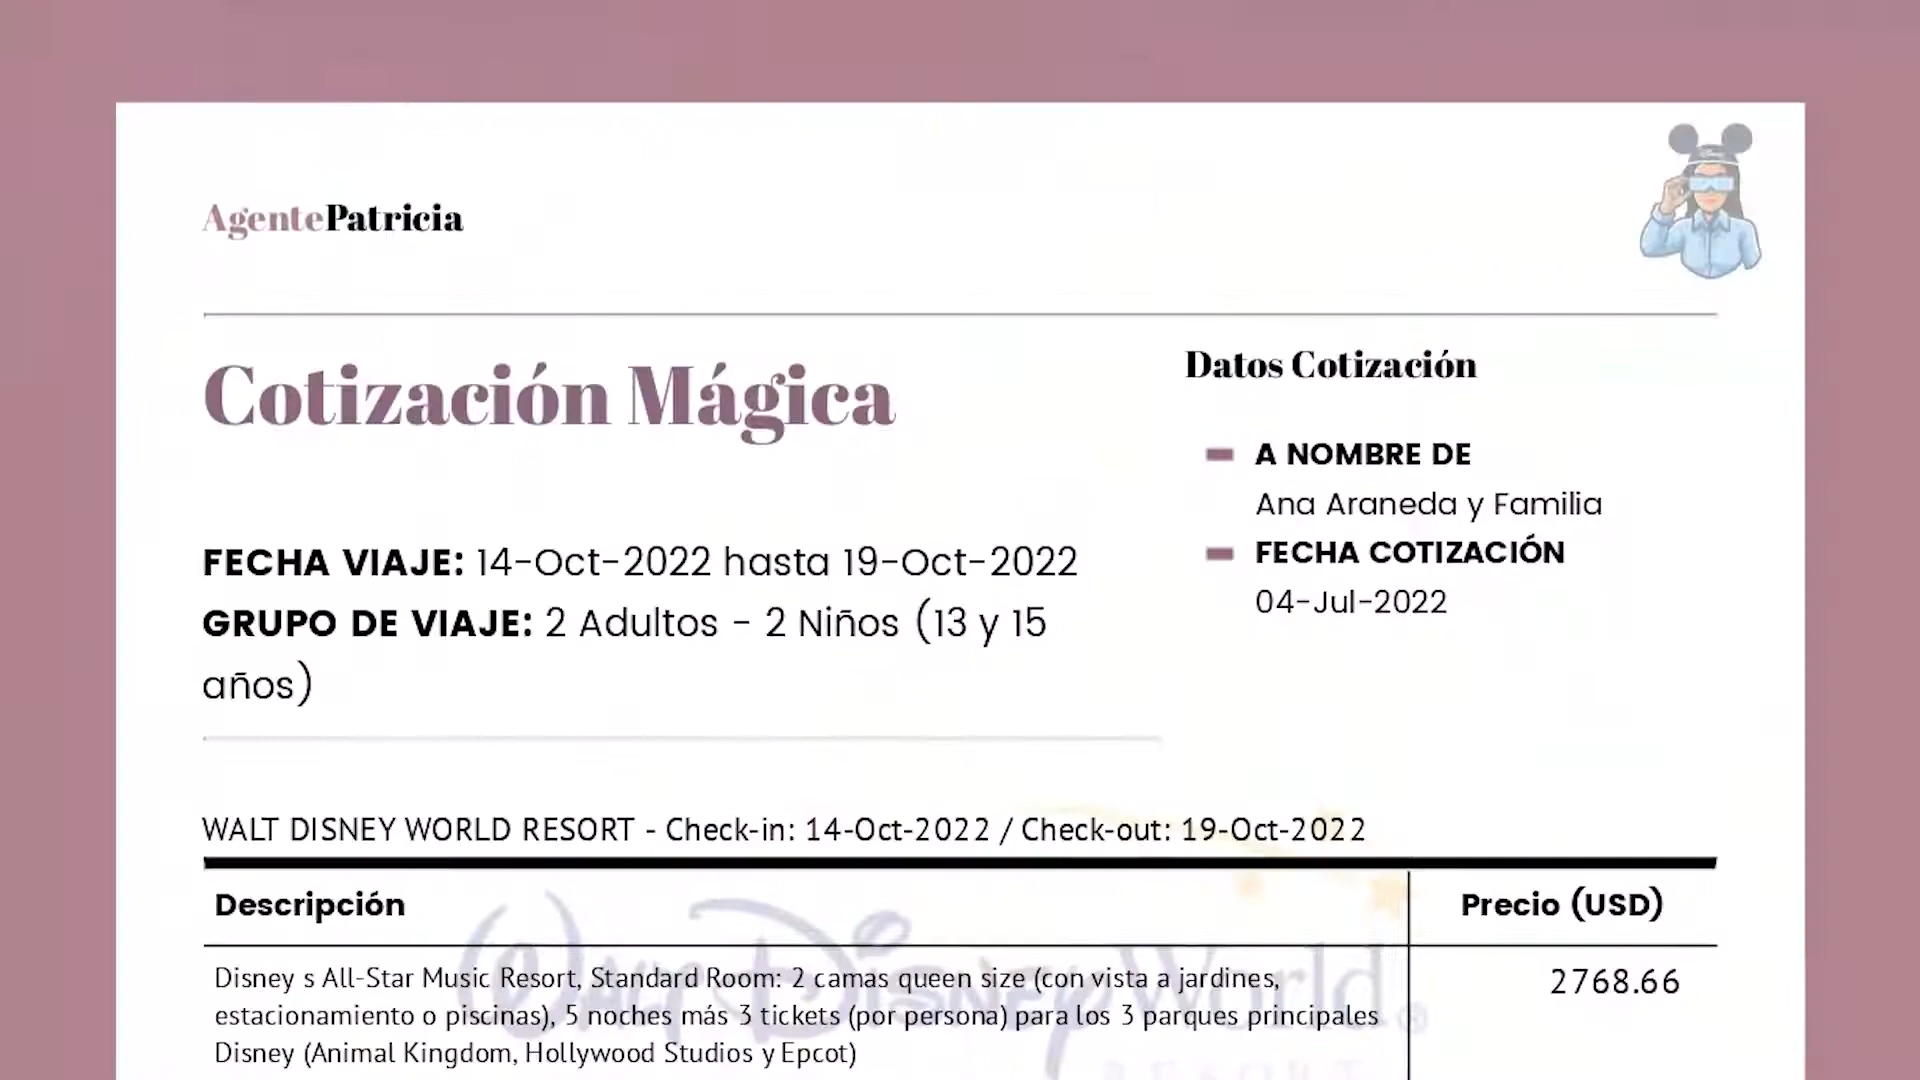 AgentePatricia
Cotización Mágica
FECHA VIAJE: 14-Oct-2022 hasta 19-Oct-2022
GRUPO DE VIAJE: 2 Adultos - 2 Niños (13 y 15
años)
Datos Cotización
A NOMBRE DE
Ana Araneda y Familia
FECHA COTIZACIÓN
04-Jul-2022
WALT DISNEY WORLD RESORT - Check-in: 14-Oct-2022 / Check-out: 19-Oct-2022
Descripción
Precio (USD)
Disney s All-Star Music Resort, Standard Room: 2 camas queen size (con vista a jardines,
estacionamiento o piscinas), 5 noches más 3 tickets (por persona) para los 3 parques principales
Disney (Animal Kingdom, Hollywood Studios y Epcot)
2768.66
Walt Disney World®
RESORT